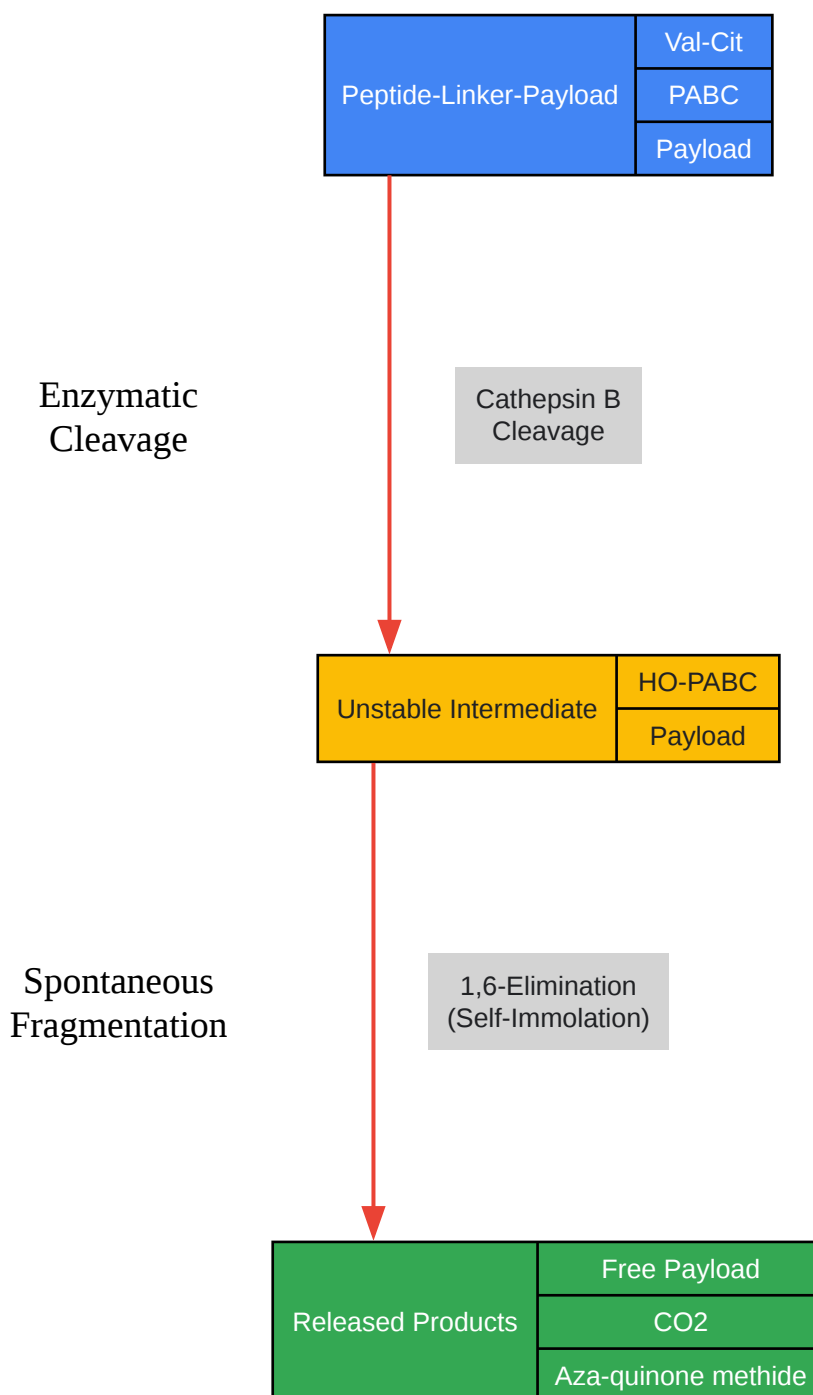 Peptide-Linker-Payload
Val-Cit
PABC
Payload
Enzymatic
Cleavage
Cathepsin B
Cleavage
Unstable Intermediate
HO-PABC
Payload
Spontaneous
Fragmentation
1,6-Elimination
(Self-Immolation)
Released Products
Free Payload
CO2
Aza-quinone methide